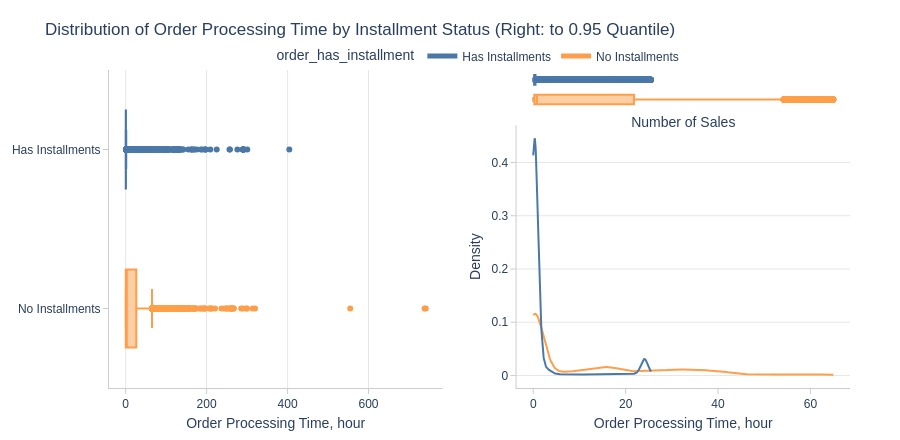 Distribution of Order Processing Time by Installment Status (Right: to 0.95 Quantile)
order_has_installment Has Installments No Installments
Has Installments
No Installments
0 200 400 600
Order Processing Time, hour
Number of Sales
Density
0.4
0.3
0.2
0.1
0
0 20 40 60
Order Processing Time, hour